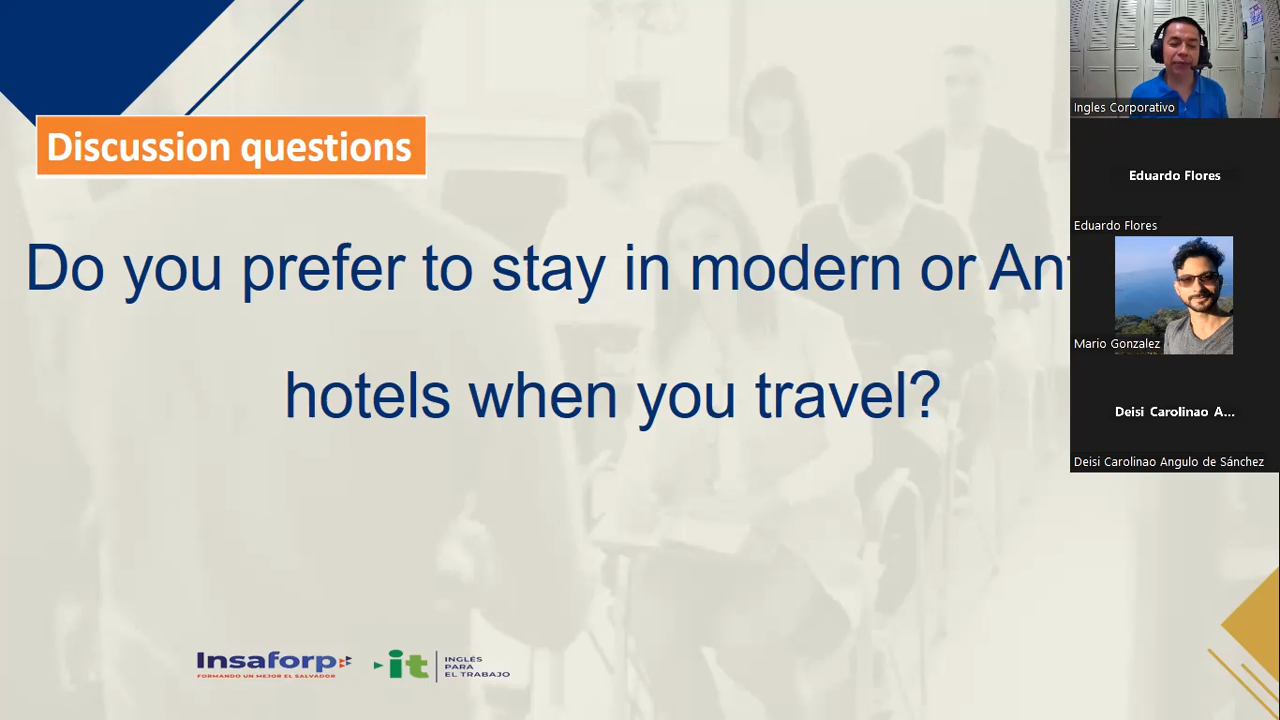 Discussion questions
Do you prefer to stay in modern or
hotels when you travel?
Ingles Corporativo
Eduardo Flores
Eduardo Flores
Mario Gonzalez
Deisi Carolinao A...
Deisi Carolinao Angulo de Sánchez
Insaforp
FORMANDO UN MEJOR EL SALVADOR
it
INGLÉS
PARA
EL TRABAJO